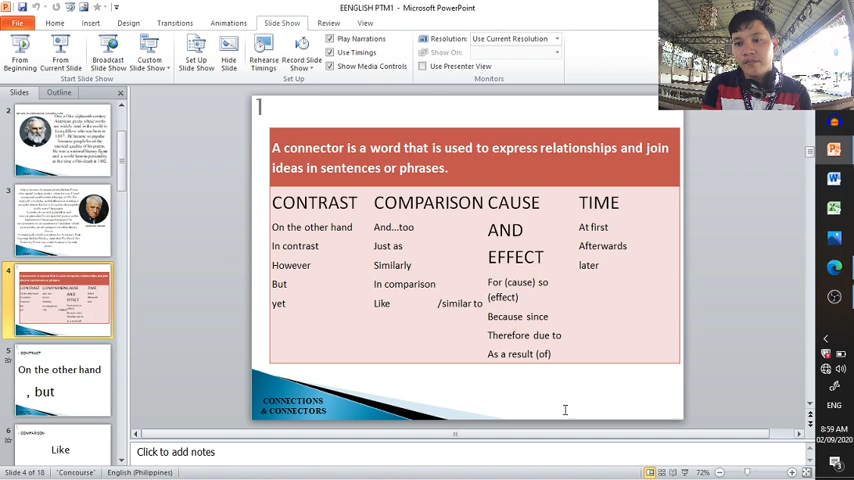 EENGLISH PTM1 - Microsoft PowerPoint
File Home Insert Design Transitions Animations Slide Show Review View
From Beginning
From Current Slide
Broadcast Slide Show
Custom Slide Show
Set Up Slide Show
Hide Slide
Rehearse Timings
Record Slide Show
Play Narrations
Use Timings
Show Media Controls
Resolution: Use Current Resolution
Show On:
Use Presenter View
Start Slide Show
Set Up
Monitors
Slides Outline
2
3
4
5
CONTRAST
On the other hand
, but
6
COMPARISON
Like
1
A connector is a word that is used to express relationships and join
ideas in sentences or phrases.
CONTRAST
On the other hand
In contrast
However
But
yet
COMPARISON
And...too
Just as
Similarly
In comparison
Like /similar to
CAUSE
AND
EFFECT
For (cause) so
(effect)
Because since
Therefore due to
As a result (of)
TIME
At first
Afterwards
later
CONNECTIONS
& CONNECTORS
Click to add notes
Slide 4 of 18 "Concourse" English (Philippines) 72%
ENG
8:59 AM
02/09/2020